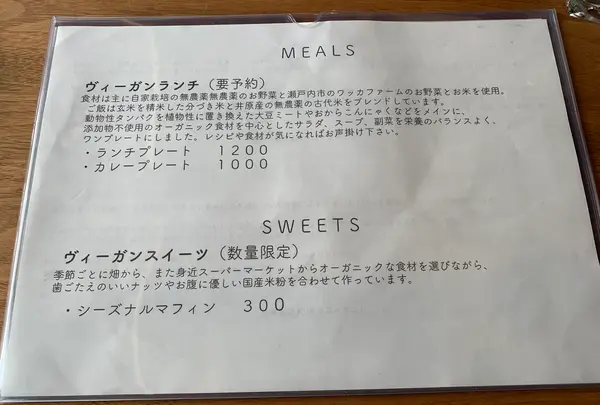 MEALS
ヴィーガンランチ（要予約）
食材は主に自家栽培の無農薬無農薬のお野菜と瀬戸内市のワッカファームのお野菜とお米を使用。
ご飯は玄米を精米した分づき米と井原産の無農薬の古代米をブレンドしています。
動物性タンパクを植物性に置き換えた大豆ミートやおからこんにゃくなどをメインに、
添加物不使用のオーガニック食材を中心としたサラダ、スープ、副菜を栄養のバランスよく、
ワンプレートにしました。レシピや食材が気になればお声掛け下さい。
・ランチプレート　１２００
・カレープレート　１０００
SWEETS
ヴィーガンスイーツ（数量限定）
季節ごとに畑から、また身近スーパーマーケットからオーガニックな食材を選びながら、
歯ごたえのいいナッツやお腹に優しい国産米粉を合わせて作っています。
・シーズナルマフィン　３００